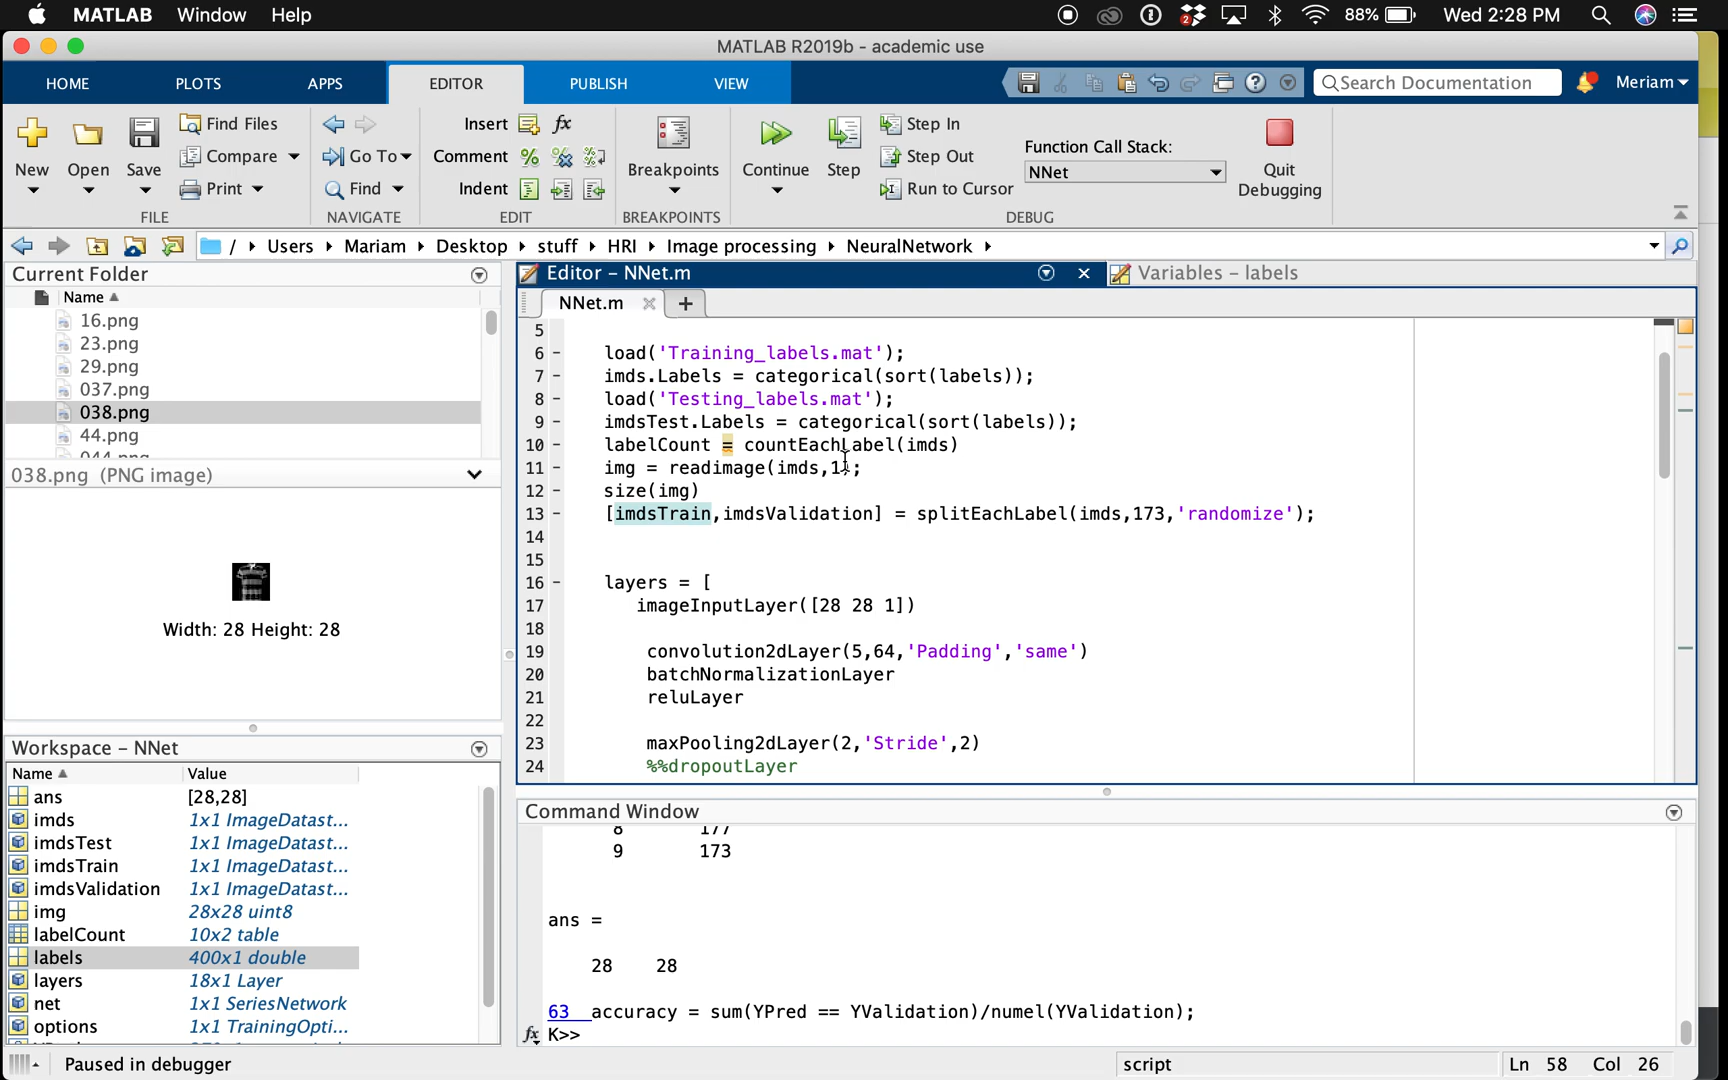 MATLAB Window Help 2 88% Wed 2:28 PM
MATLAB R2019b - academic use
HOME PLOTS APPS EDITOR PUBLISH VIEW Search Documentation Meriam
New Open Save Find Files Compare Print
FILE
Go To Find
NAVIGATE
Insert fx
Comment
Indent
EDIT
Breakpoints
BREAKPOINTS
Continue Step Step In Step Out Run to Cursor
Function Call Stack:
NNet
Quit Debugging
DEBUG
/ Users Mariam Desktop stuff HRI Image processing NeuralNetwork
Current Folder
Name
16.png
23.png
29.png
037.png
038.png
44.png
044.png
038.png (PNG image)
Width: 28 Height: 28
Workspace - NNet
Name Value
ans [28,28]
imds 1x1 ImageDatast...
imdsTest 1x1 ImageDatast...
imdsTrain 1x1 ImageDatast...
imdsValidation 1x1 ImageDatast...
img 28x28 uint8
labelCount 10x2 table
labels 400x1 double
layers 18x1 Layer
net 1x1 SeriesNetwork
options 1x1 TrainingOpti...
Editor - NNet.m
Variables - labels
NNet.m
5
6 - load('Training_labels.mat');
7 - imds.Labels = categorical(sort(labels));
8 - load('Testing_labels.mat');
9 - imdsTest.Labels = categorical(sort(labels));
10 - labelCount = countEachLabel(imds)
11 - img = readimage(imds,1);
12 - size(img)
13 - [imdsTrain,imdsValidation] = splitEachLabel(imds,173,'randomize');
14
15
16 - layers = [
17 imageInputLayer([28 28 1])
18
19 convolution2dLayer(5,64,'Padding','same')
20 batchNormalizationLayer
21 reluLayer
22
23 maxPooling2dLayer(2,'Stride',2)
24 %%dropoutLayer
Command Window
8 177
9 173
ans =
28 28
63 accuracy = sum(YPred == YValidation)/numel(YValidation);
fx K>>
Paused in debugger script Ln 58 Col 26